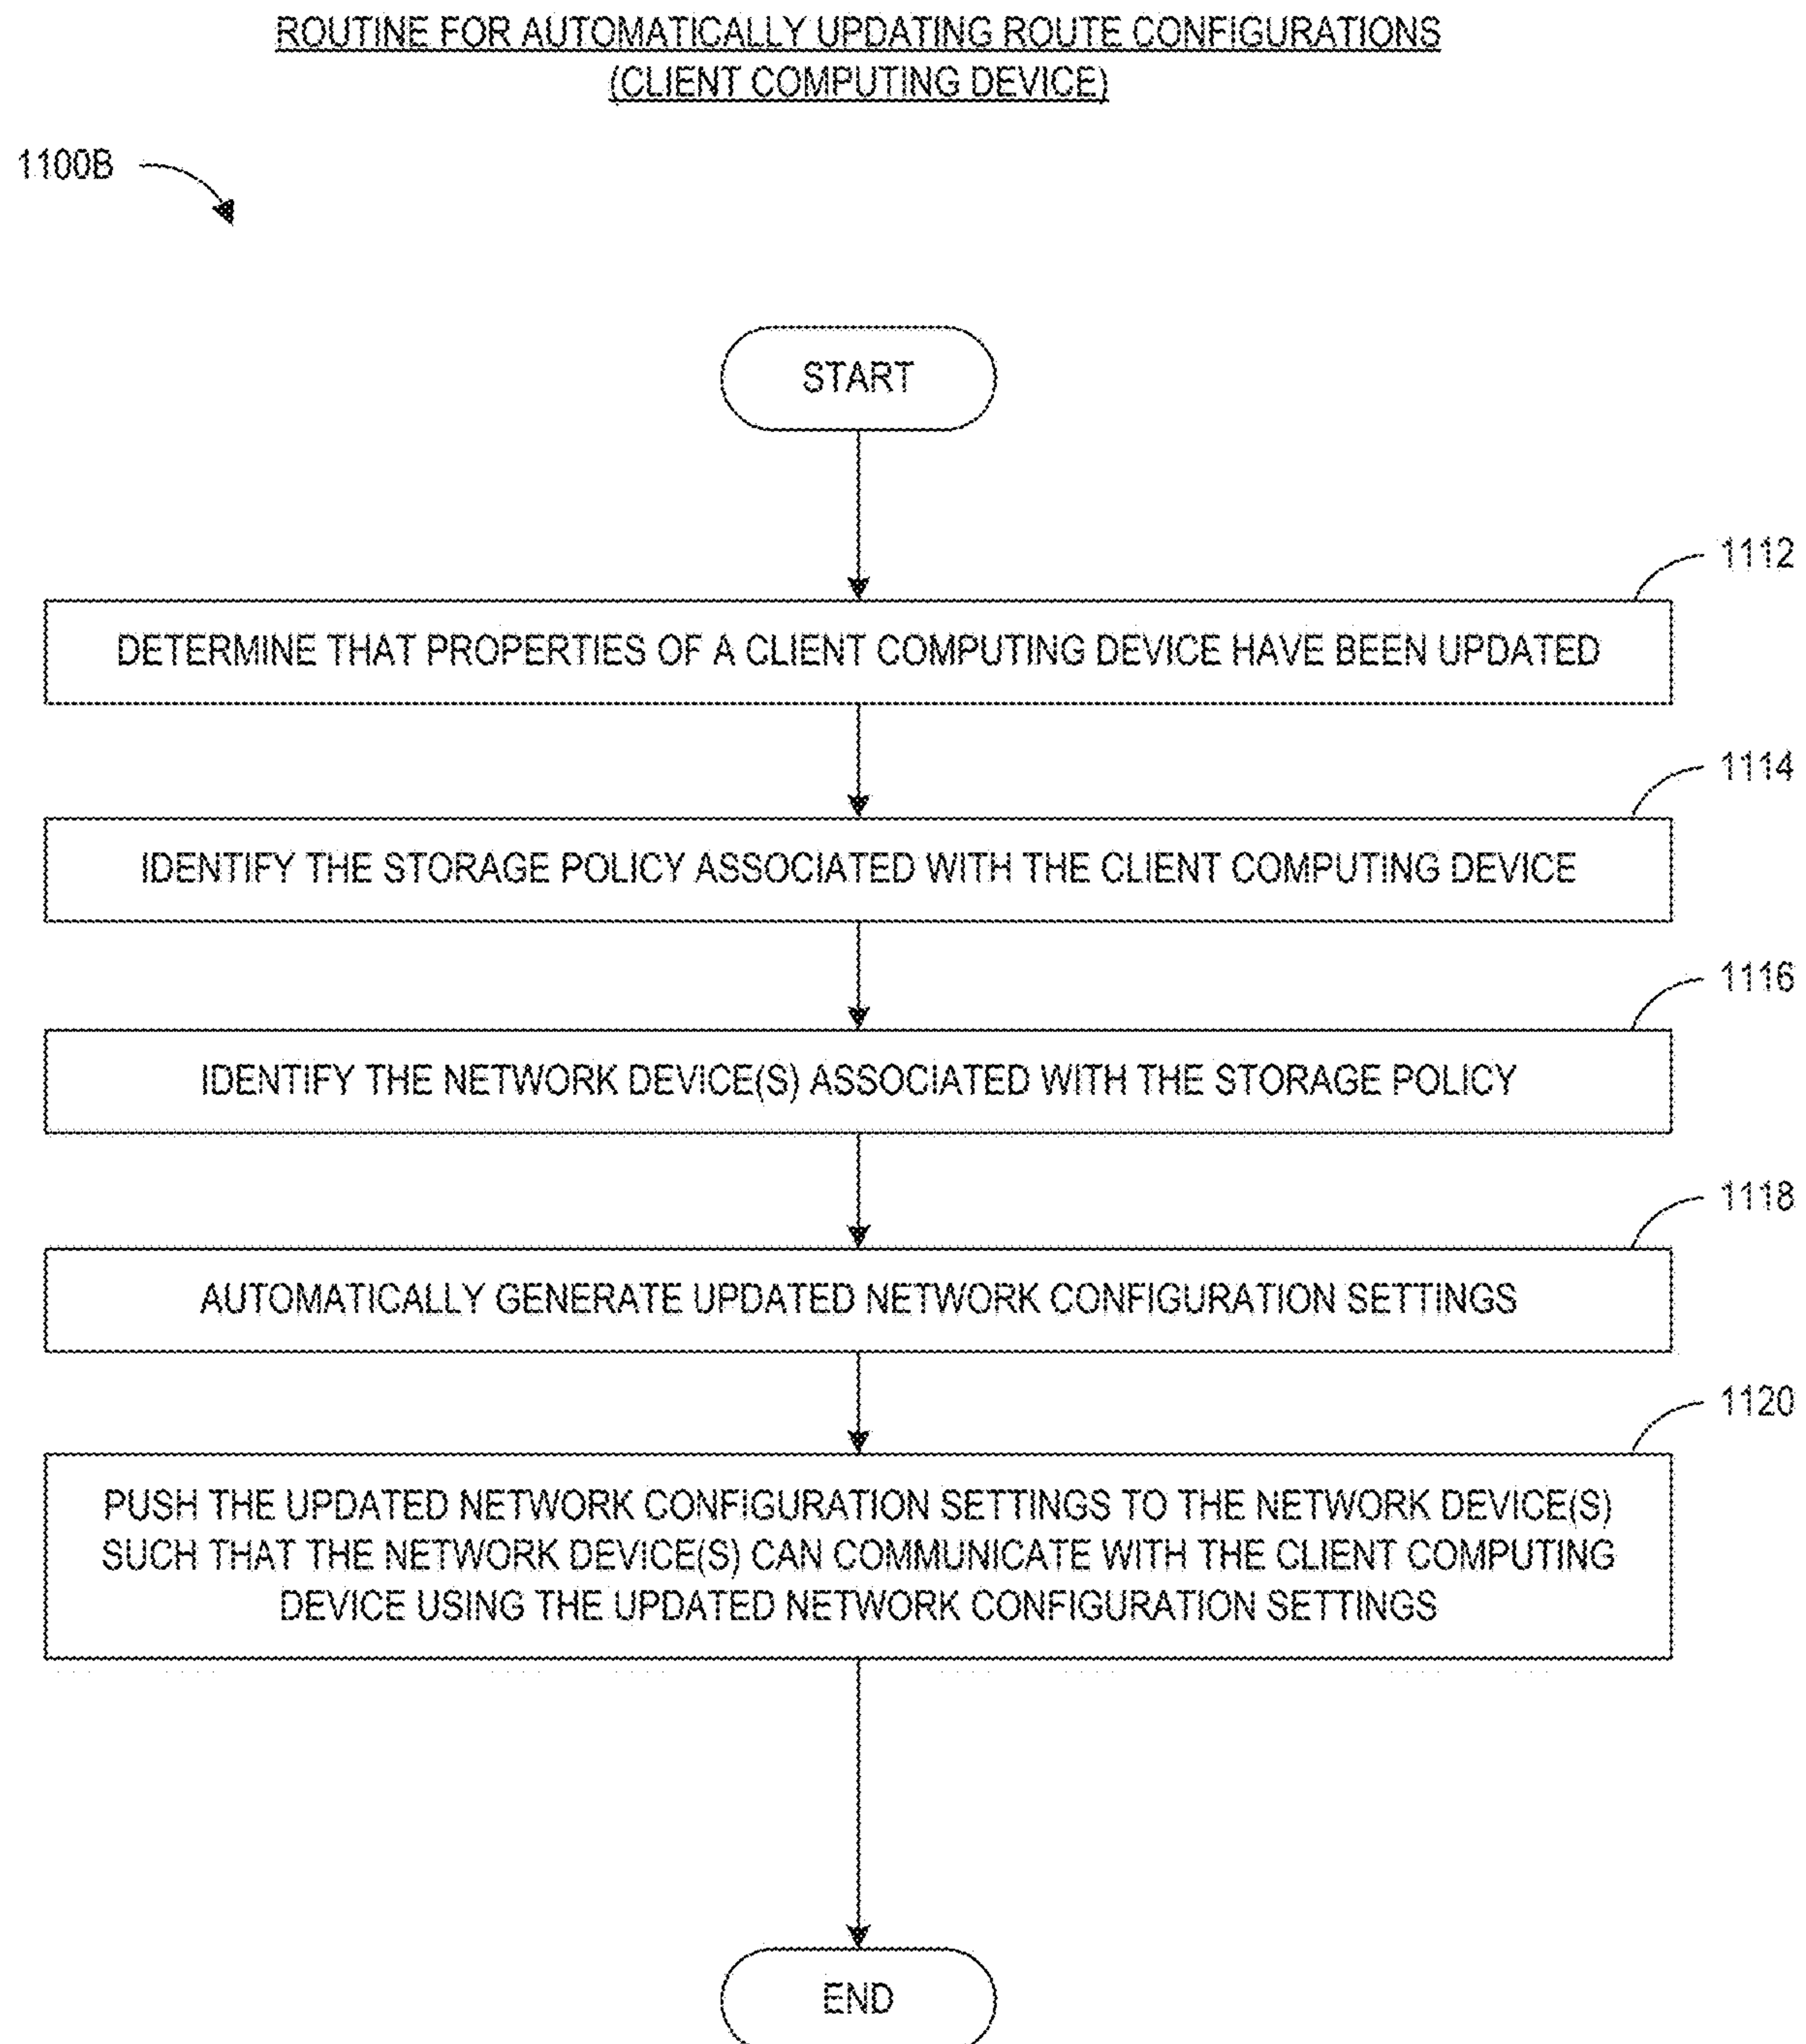 ROUTINE FOR AUTOMATICALLY UPDATING ROUTE CONFIGURATIONS
(CLIENT COMPUTING DEVICE)
1100B
START
1112
DETERMINE THAT PROPERTIES OF A CLIENT COMPUTING DEVICE HAVE BEEN UPDATED
1114
IDENTIFY THE STORAGE POLICY ASSOCIATED WITH THE CLIENT COMPUTING DEVICE
1116
IDENTIFY THE NETWORK DEVICE(S) ASSOCIATED WITH THE STORAGE POLICY
1118
AUTOMATICALLY GENERATE UPDATED NETWORK CONFIGURATION SETTINGS
1120
PUSH THE UPDATED NETWORK CONFIGURATION SETTINGS TO THE NETWORK DEVICE(S)
SUCH THAT THE NETWORK DEVICE(S) CAN COMMUNICATE WITH THE CLIENT COMPUTING
DEVICE USING THE UPDATED NETWORK CONFIGURATION SETTINGS
END